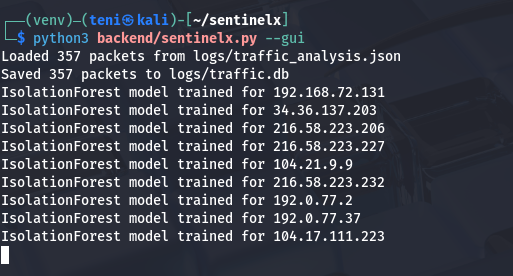 ┌──(venv)─(teni㉿kali)-[~/sentinelx]
└─$ python3 backend/sentinelx.py --gui
Loaded 357 packets from logs/traffic_analysis.json
Saved 357 packets to logs/traffic.db
IsolationForest model trained for 192.168.72.131
IsolationForest model trained for 34.36.137.203
IsolationForest model trained for 216.58.223.206
IsolationForest model trained for 216.58.223.227
IsolationForest model trained for 104.21.9.9
IsolationForest model trained for 216.58.223.232
IsolationForest model trained for 192.0.77.2
IsolationForest model trained for 192.0.77.37
IsolationForest model trained for 104.17.111.223